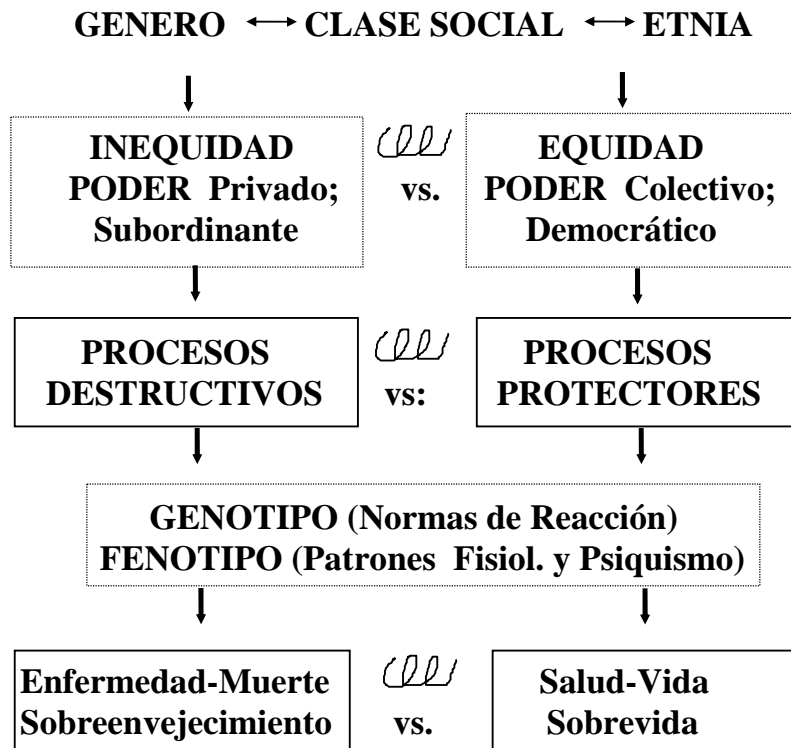 GENERO CLASE SOCIAL ETNIA
INEQUIDAD
PODER Privado;
Subordinante
vs.
EQUIDAD
PODER Colectivo;
Democrático
PROCESOS
DESTRUCTIVOS
vs:
PROCESOS
PROTECTORES
GENOTIPO (Normas de Reacción)
FENOTIPO (Patrones Fisiol. y Psiquismo)
Enfermedad-Muerte
Sobreenvejecimiento
vs.
Salud-Vida
Sobrevida